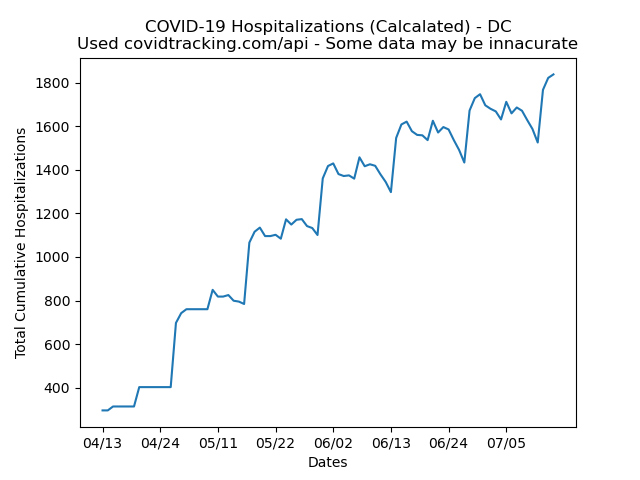 COVID-19 Hospitalizations (Calcalated) - DC
Used covidtracking.com/api - Some data may be innacurate
Total Cumulative Hospitalizations
1800
1600
1400
1200
1000
800
600
400
04/13 04/24 05/11 05/22 06/02 06/13 06/24 07/05
Dates